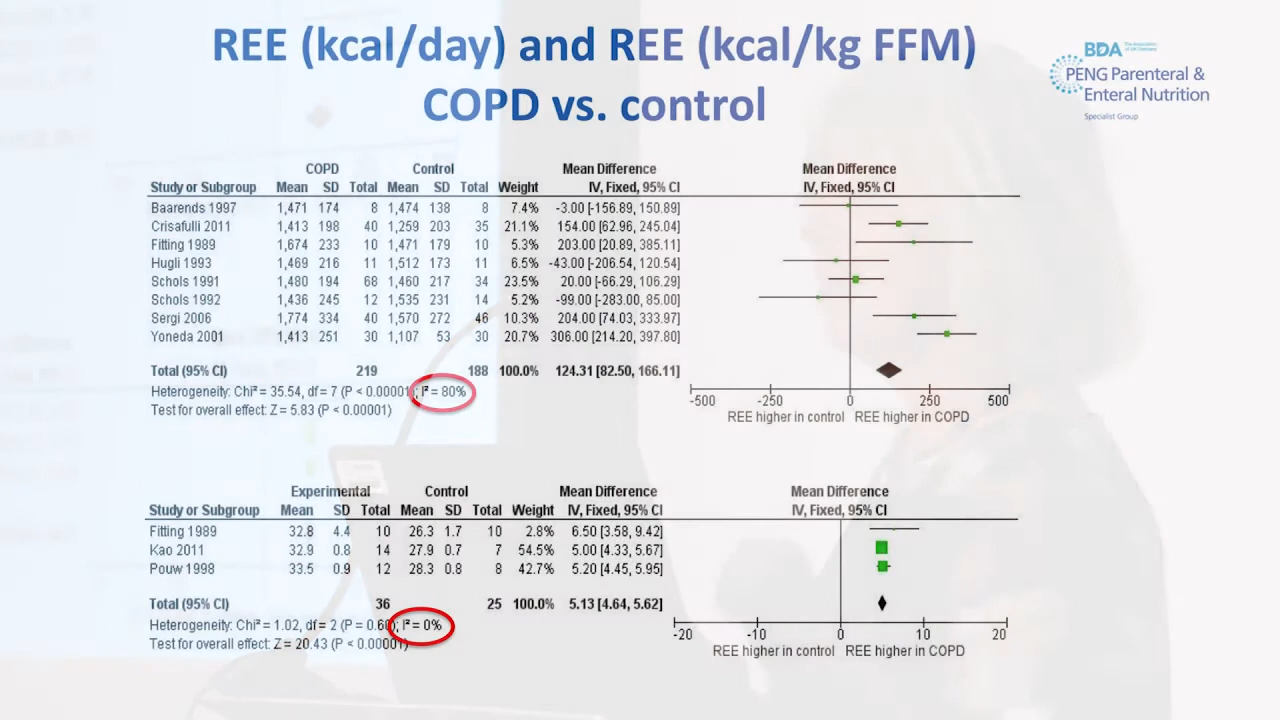 REE (kcal/day) and REE (kcal/kg FFM)
COPD vs. control
BDA The Association of UK Dietitians
PENG Parenteral &
Enteral Nutrition
Specialist Group
COPD Control Mean Difference Mean Difference
Study or Subgroup Mean SD Total Mean SD Total Weight IV, Fixed, 95% CI IV, Fixed, 95% CI
Baarends 1997 1,471 174 8 1,474 138 8 7.4% -3.00 [-156.89, 150.89]
Crisafulli 2011 1,413 198 40 1,259 203 35 21.1% 154.00 [62.96, 245.04]
Fitting 1989 1,674 233 10 1,471 179 10 5.3% 203.00 [20.89, 385.11]
Hugli 1993 1,469 216 11 1,512 173 11 6.5% -43.00 [-206.54, 120.54]
Schols 1991 1,480 194 68 1,460 217 34 23.5% 20.00 [-66.29, 106.29]
Schols 1992 1,436 245 12 1,535 231 14 5.2% -99.00 [-283.00, 85.00]
Sergi 2006 1,774 334 40 1,570 272 46 10.3% 204.00 [74.03, 333.97]
Yoneda 2001 1,413 251 30 1,107 53 30 20.7% 306.00 [214.20, 397.80]
Total (95% CI) 219 188 100.0% 124.31 [82.50, 166.11]
Heterogeneity: Chi² = 35.54, df = 7 (P < 0.00001); I² = 80%
Test for overall effect: Z = 5.83 (P < 0.00001)
-500 -250 0 250 500
REE higher in control REE higher in COPD
Experimental Control Mean Difference Mean Difference
Study or Subgroup Mean SD Total Mean SD Total Weight IV, Fixed, 95% CI IV, Fixed, 95% CI
Fitting 1989 32.8 4.4 10 26.3 1.7 10 2.8% 6.50 [3.58, 9.42]
Kao 2011 32.9 0.8 14 27.9 0.7 7 54.5% 5.00 [4.33, 5.67]
Pouw 1998 33.5 0.9 12 28.3 0.8 8 42.7% 5.20 [4.45, 5.95]
Total (95% CI) 36 25 100.0% 5.13 [4.64, 5.62]
Heterogeneity: Chi² = 1.02, df = 2 (P = 0.60); I² = 0%
Test for overall effect: Z = 20.43 (P < 0.00001)
-20 -10 0 10 20
REE higher in control REE higher in COPD